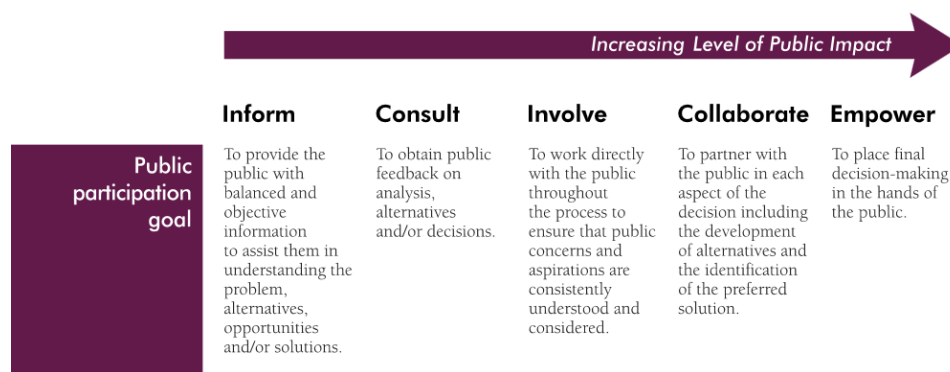 Increasing Level of Public Impact
Inform
Consult
Involve
Collaborate
Empower
Public
participation
goal
To provide the
public with
balanced and
objective
information
to assist them in
understanding the
problem,
alternatives,
opportunities
and/or solutions.
To obtain public
feedback on
analysis,
alternatives
and/or decisions.
To work directly
with the public
throughout
the process to
ensure that public
concerns and
aspirations are
consistently
understood and
considered.
To partner with
the public in each
aspect of the
decision including
the development
of alternatives and
the identification
of the preferred
solution.
To place final
decision-making
in the hands of
the public.